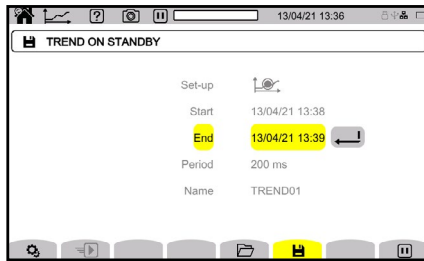 ? 13/04/21 13:36
TREND ON STANDBY
Set-up
Start 13/04/21 13:38
End 13/04/21 13:39
Period 200 ms
Name TREND01